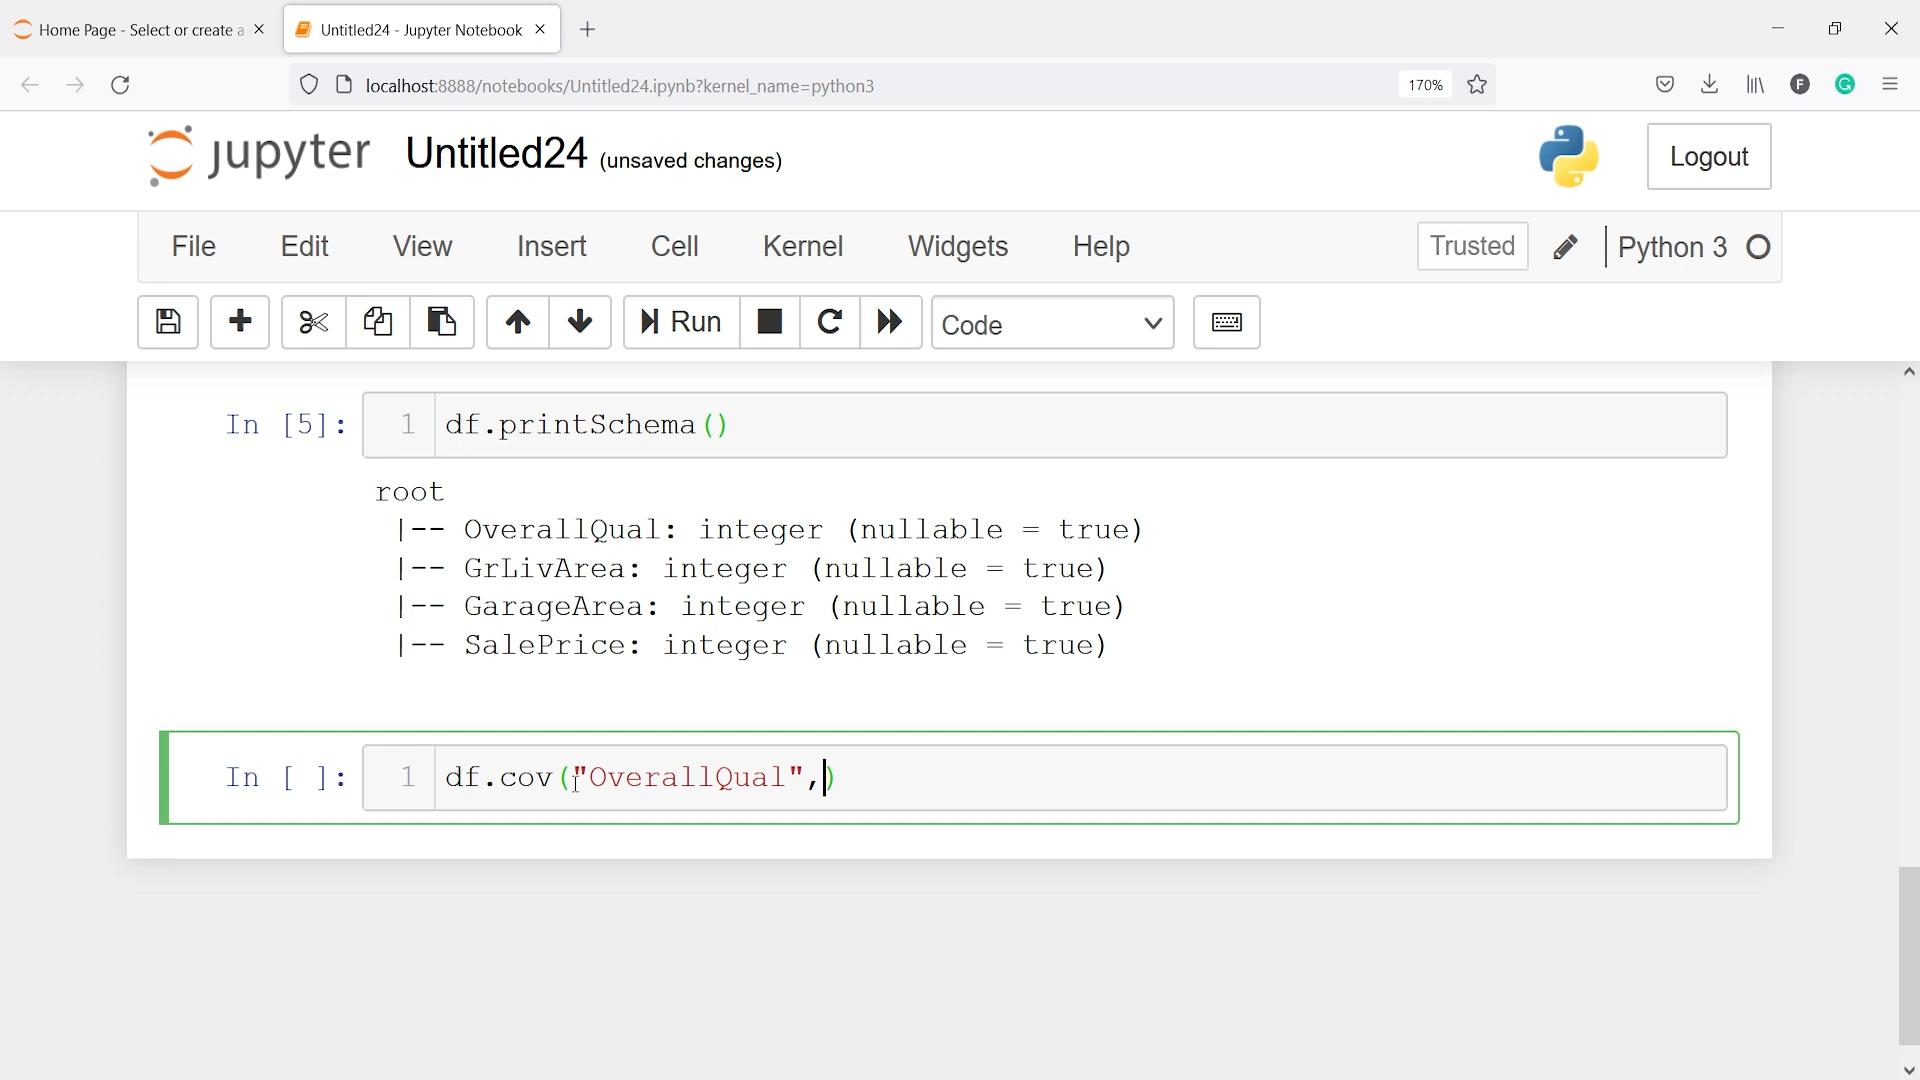 Home Page - Select or create a
Untitled24 - Jupyter Notebook
localhost:8888/notebooks/Untitled24.ipynb?kernel_name=python3
170%
F
G
jupyter
Untitled24 (unsaved changes)
Logout
File Edit View Insert Cell Kernel Widgets Help
Trusted
Python 3
Run
Code
In [5]: 1 df.printSchema()
root
|-- OverallQual: integer (nullable = true)
|-- GrLivArea: integer (nullable = true)
|-- GarageArea: integer (nullable = true)
|-- SalePrice: integer (nullable = true)
In [ ]: 1 df.cov("OverallQual",)